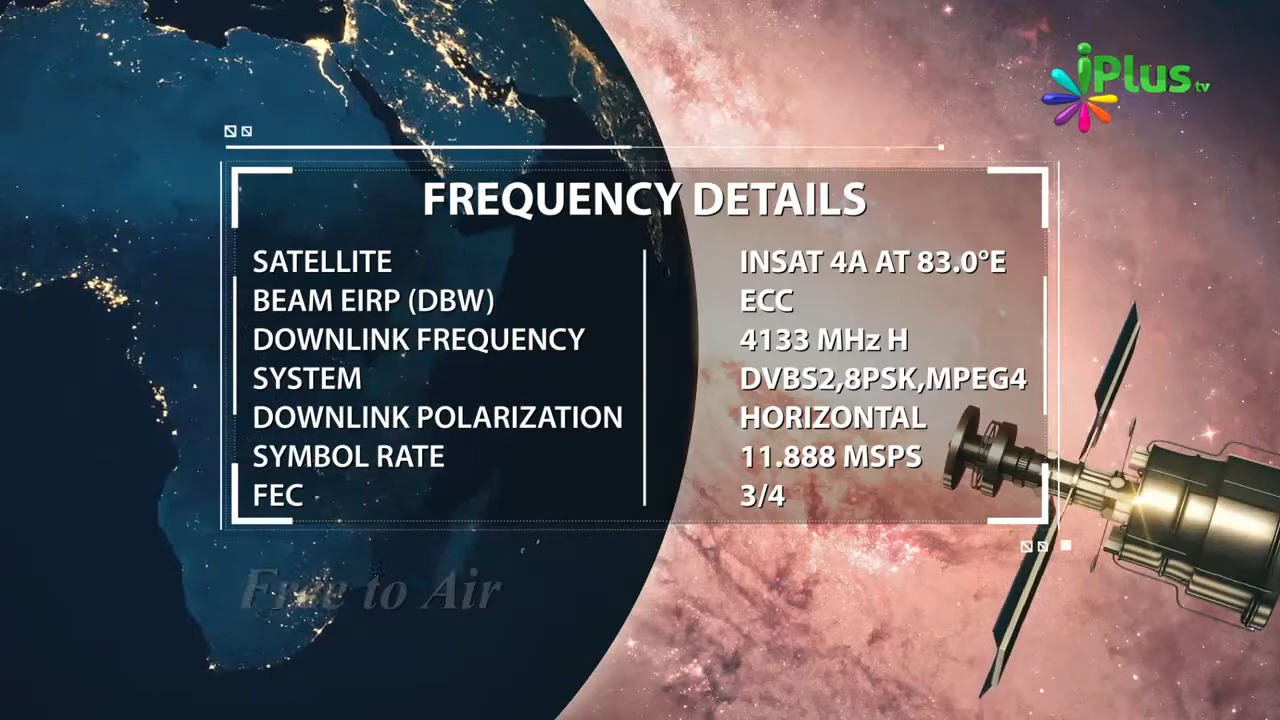 iPlus tv
FREQUENCY DETAILS
SATELLITE INSAT 4A AT 83.0°E
BEAM EIRP (DBW) ECC
DOWNLINK FREQUENCY 4133 MHz H
SYSTEM DVBS2,8PSK,MPEG4
DOWNLINK POLARIZATION HORIZONTAL
SYMBOL RATE 11.888 MSPS
FEC 3/4
Free to Air